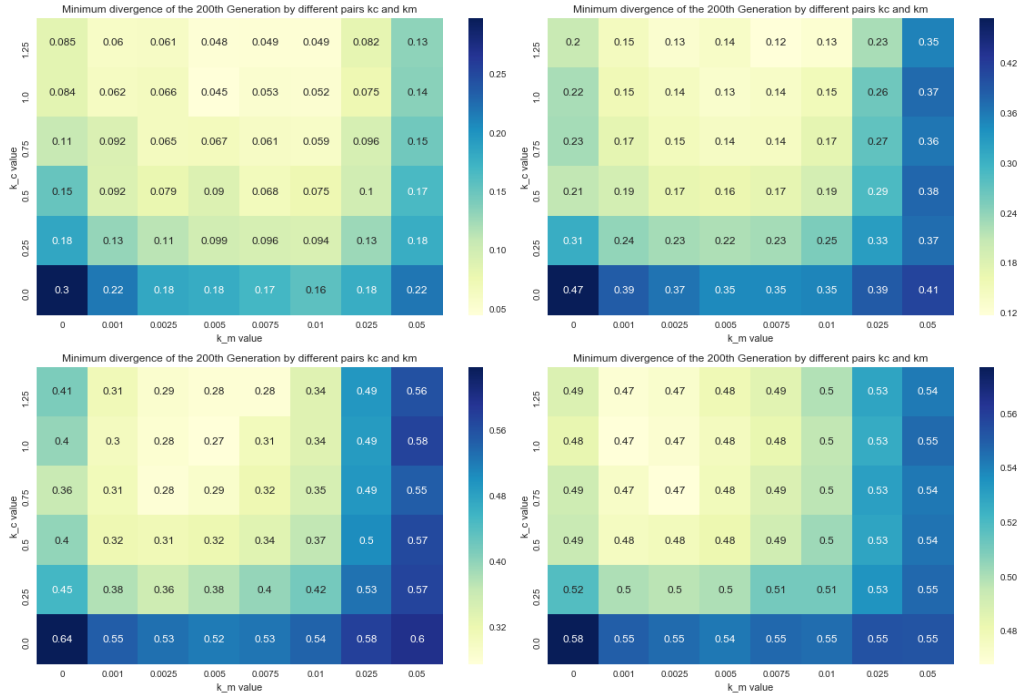 Minimum divergence of the 200th Generation by different pairs kc and km
1.25 0.085 0.06 0.061 0.048 0.049 0.049 0.082 0.13
1.0 0.084 0.062 0.066 0.045 0.053 0.052 0.075 0.14
0.75 0.11 0.092 0.065 0.067 0.061 0.059 0.096 0.15
0.5 0.15 0.092 0.079 0.09 0.068 0.075 0.1 0.17
0.25 0.18 0.13 0.11 0.099 0.096 0.094 0.13 0.18
0.0 0.3 0.22 0.18 0.18 0.17 0.16 0.18 0.22
k_c value
0 0.001 0.0025 0.005 0.0075 0.01 0.025 0.05
k_m value
0.25
0.20
0.15
0.10
0.05
Minimum divergence of the 200th Generation by different pairs kc and km
1.25 0.2 0.15 0.13 0.14 0.12 0.13 0.23 0.35
1.0 0.22 0.15 0.14 0.13 0.14 0.15 0.26 0.37
0.75 0.23 0.17 0.15 0.14 0.14 0.17 0.27 0.36
0.5 0.21 0.19 0.17 0.16 0.17 0.19 0.29 0.38
0.25 0.31 0.24 0.23 0.22 0.23 0.25 0.33 0.37
0.0 0.47 0.39 0.37 0.35 0.35 0.35 0.39 0.41
k_c value
0 0.001 0.0025 0.005 0.0075 0.01 0.025 0.05
k_m value
0.42
0.36
0.30
0.24
0.18
0.12
Minimum divergence of the 200th Generation by different pairs kc and km
1.25 0.41 0.31 0.29 0.28 0.28 0.34 0.49 0.56
1.0 0.4 0.3 0.28 0.27 0.31 0.34 0.49 0.58
0.75 0.36 0.31 0.28 0.29 0.32 0.35 0.49 0.55
0.5 0.4 0.32 0.31 0.32 0.34 0.37 0.5 0.57
0.25 0.45 0.38 0.36 0.38 0.4 0.42 0.53 0.57
0.0 0.64 0.55 0.53 0.52 0.53 0.54 0.58 0.6
k_c value
0 0.001 0.0025 0.005 0.0075 0.01 0.025 0.05
k_m value
0.56
0.48
0.40
0.32
Minimum divergence of the 200th Generation by different pairs kc and km
1.25 0.49 0.47 0.47 0.48 0.49 0.5 0.53 0.54
1.0 0.48 0.47 0.47 0.48 0.48 0.5 0.53 0.55
0.75 0.49 0.47 0.47 0.48 0.49 0.5 0.53 0.54
0.5 0.49 0.48 0.48 0.48 0.49 0.5 0.53 0.54
0.25 0.52 0.5 0.5 0.5 0.51 0.51 0.53 0.55
0.0 0.58 0.55 0.55 0.54 0.55 0.55 0.55 0.55
k_c value
0 0.001 0.0025 0.005 0.0075 0.01 0.025 0.05
k_m value
0.56
0.54
0.52
0.50
0.48